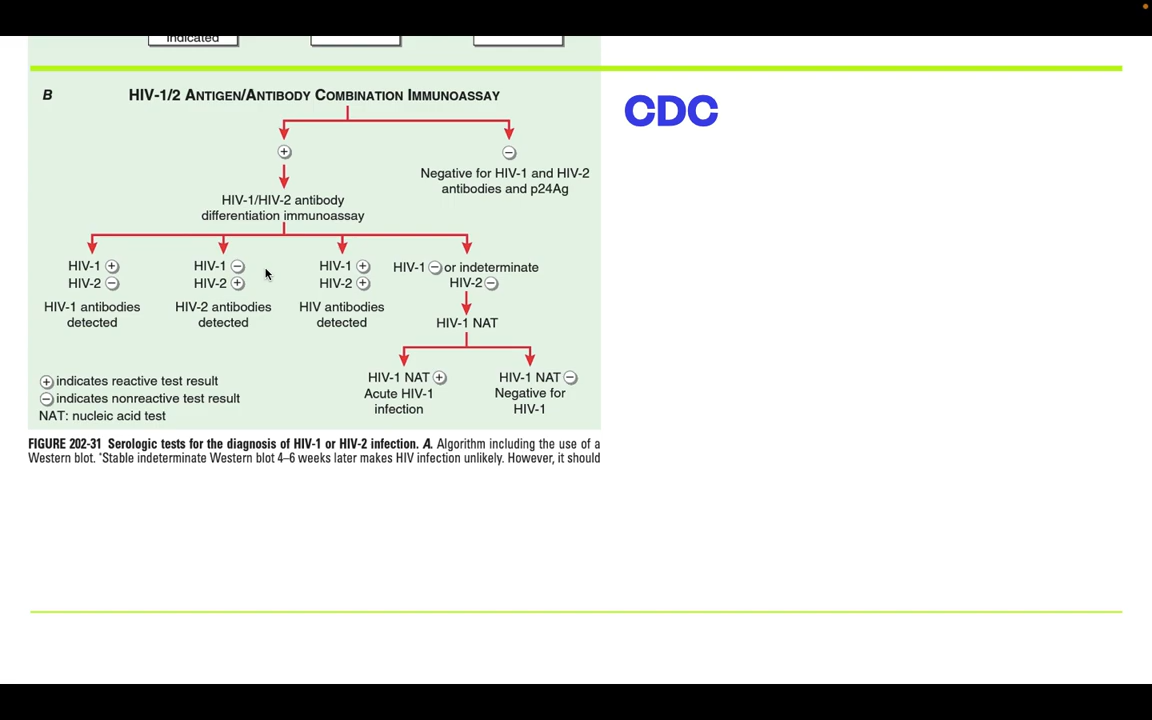 indicated
B HIV-1/2 ANTIGEN/ANTIBODY COMBINATION IMMUNOASSAY
CDC
+ −
Negative for HIV-1 and HIV-2
antibodies and p24Ag
HIV-1/HIV-2 antibody
differentiation immunoassay
HIV-1 +
HIV-2 −
HIV-1 antibodies
detected
HIV-1 −
HIV-2 +
HIV-2 antibodies
detected
HIV-1 +
HIV-2 +
HIV antibodies
detected
HIV-1 − or indeterminate
HIV-2 −
HIV-1 NAT
HIV-1 NAT +
Acute HIV-1
infection
HIV-1 NAT −
Negative for
HIV-1
+ indicates reactive test result
− indicates nonreactive test result
NAT: nucleic acid test
FIGURE 202-31 Serologic tests for the diagnosis of HIV-1 or HIV-2 infection. A. Algorithm including the use of a
Western blot. *Stable indeterminate Western blot 4–6 weeks later makes HIV infection unlikely. However, it should